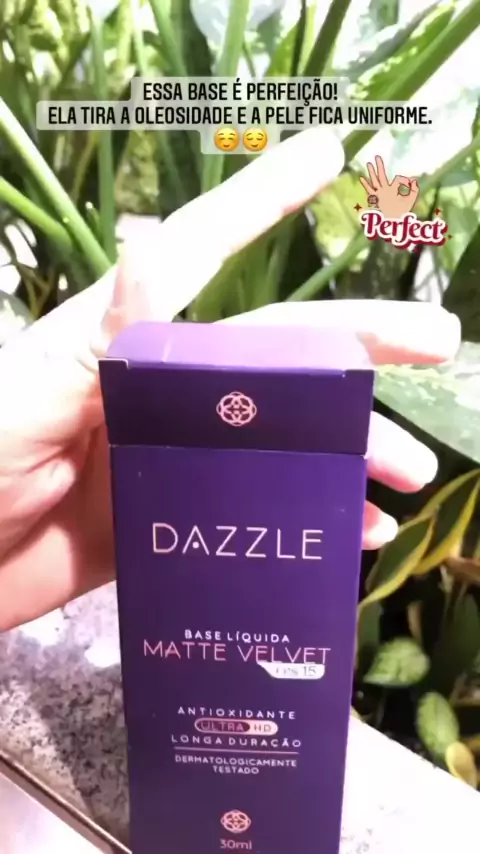 ESSA BASE É PERFEIÇÃO!
ELA TIRA A OLEOSIDADE E A PELE FICA UNIFORME.
Perfect
DAZZLE
BASE LÍQUIDA
MATTE VELVET
FPS 15
ANTIOXIDANTE
ULTRA HD
LONGA DURAÇÃO
DERMATOLOGICAMENTE
TESTADO
30ml